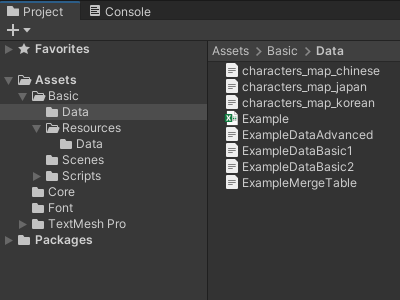 Project
Console
Favorites
Assets
Basic
Data
Resources
Data
Scenes
Scripts
Core
Font
TextMesh Pro
Packages
Assets > Basic > Data
characters_map_chinese
characters_map_japan
characters_map_korean
Example
ExampleDataAdvanced
ExampleDataBasic1
ExampleDataBasic2
ExampleMergeTable